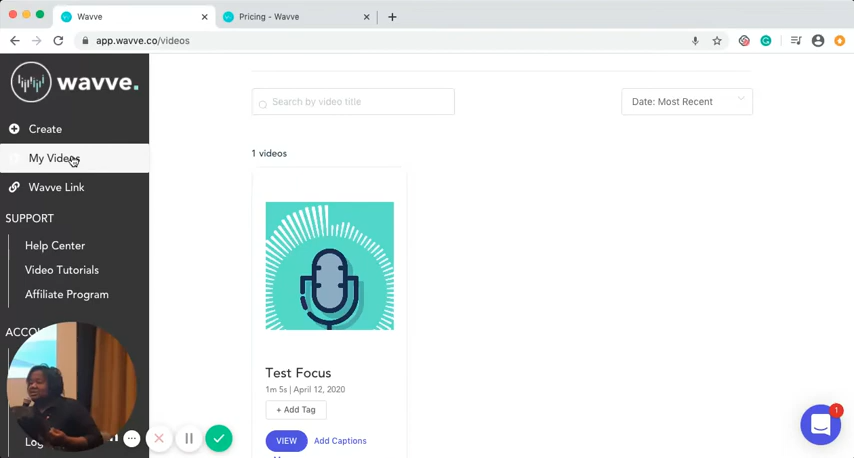 Wavve
Pricing - Wavve
app.wavve.co/videos
wavve.
Create
My Videos
Wavve Link
SUPPORT
Help Center
Video Tutorials
Affiliate Program
Search by video title
Date: Most Recent
1 videos
Test Focus
1m 5s | April 12, 2020
+ Add Tag
VIEW
Add Captions
1